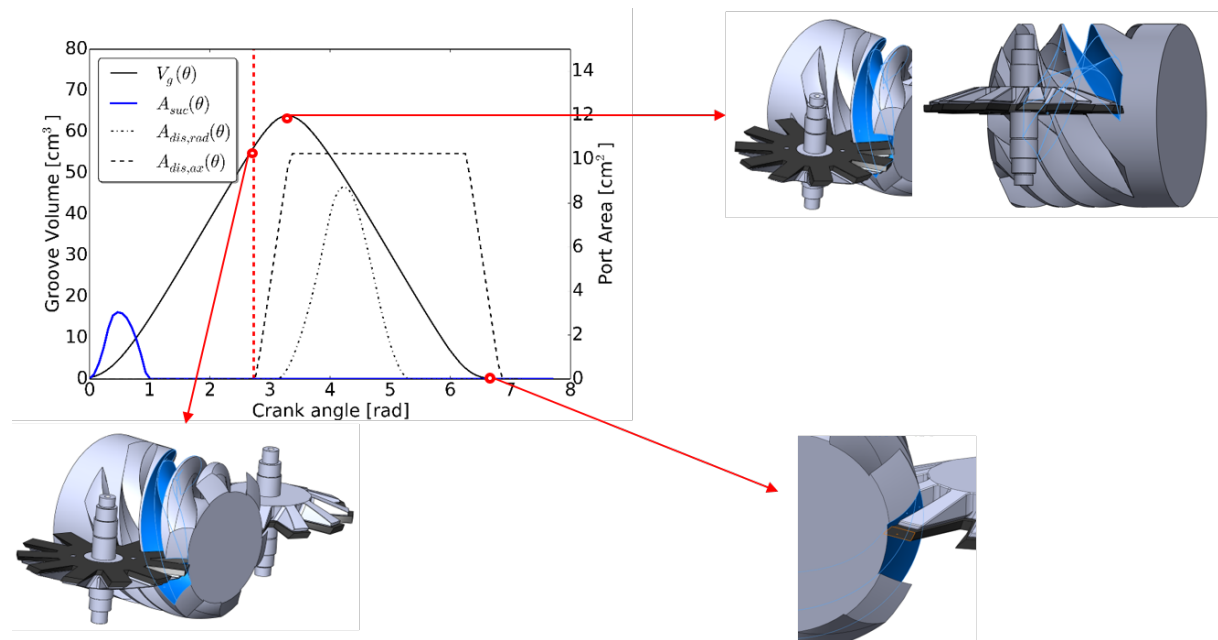 80
70
60
50
40
30
20
10
0
Groove Volume [cm³]
V_g(θ)
A_suc(θ)
A_dis,rad(θ)
A_dis,ax(θ)
14
12
10
8
6
4
2
0
Port Area [cm²]
0 1 2 3 4 5 6 7 8
Crank angle [rad]